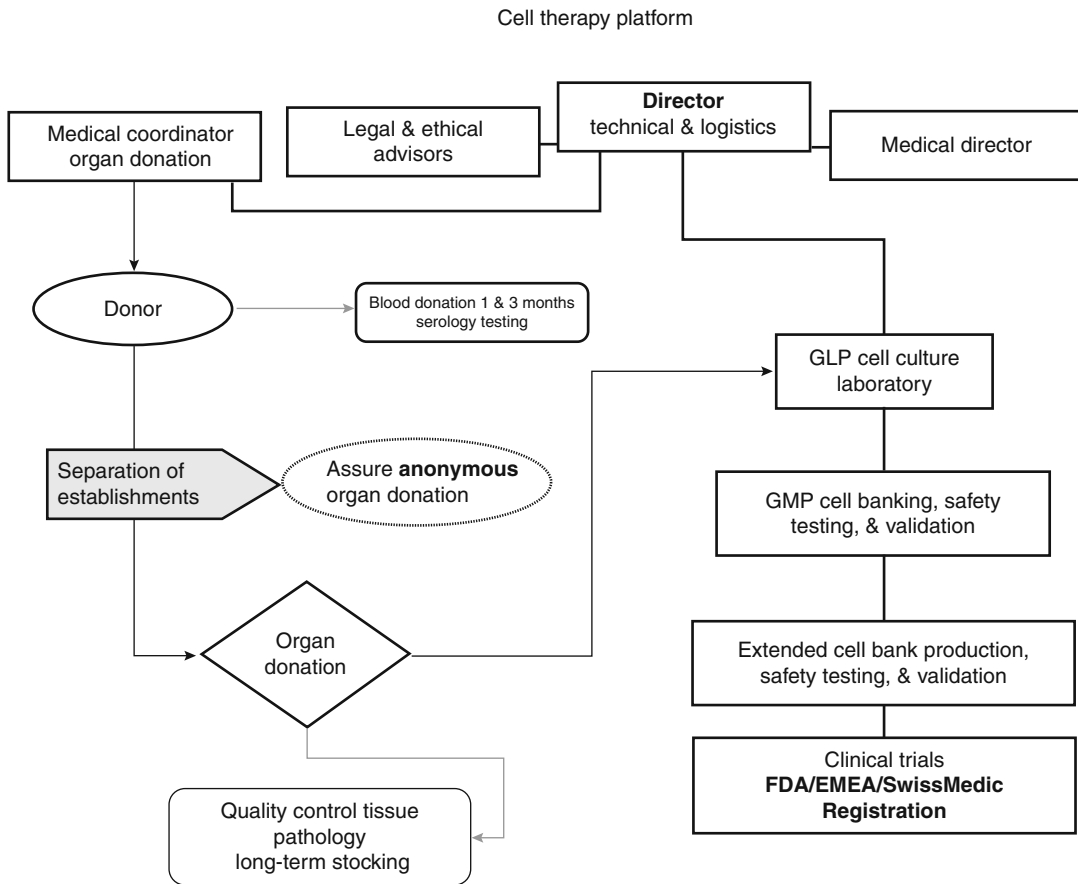 Cell therapy platform
Director
technical & logistics
Legal & ethical
advisors
Medical coordinator
organ donation
Medical director
Donor
Blood donation 1 & 3 months
serology testing
GLP cell culture
laboratory
Separation of
establishments
Assure anonymous
organ donation
GMP cell banking, safety
testing, & validation
Organ
donation
Extended cell bank production,
safety testing, & validation
Clinical trials
FDA/EMEA/SwissMedic
Registration
Quality control tissue
pathology
long-term stocking